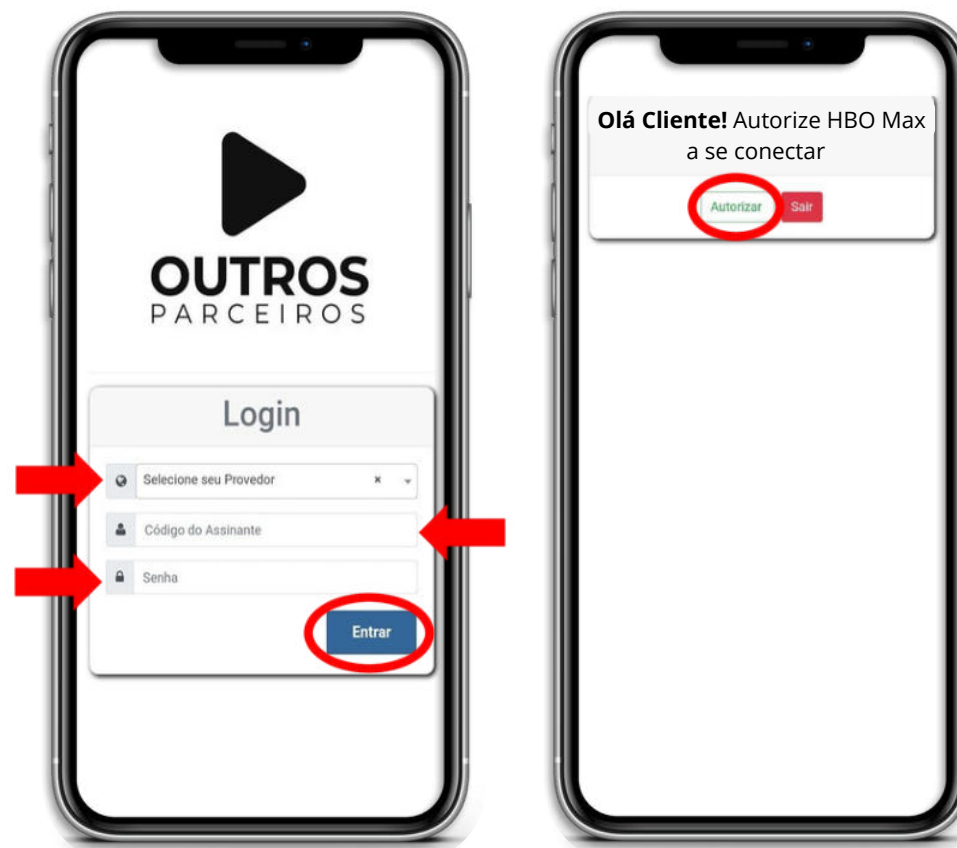 OUTROS
PARCEIROS
Login
Selecione seu Provedor
Código do Assinante
Senha
Entrar
Olá Cliente! Autorize HBO Max
a se conectar
Autorizar Sair